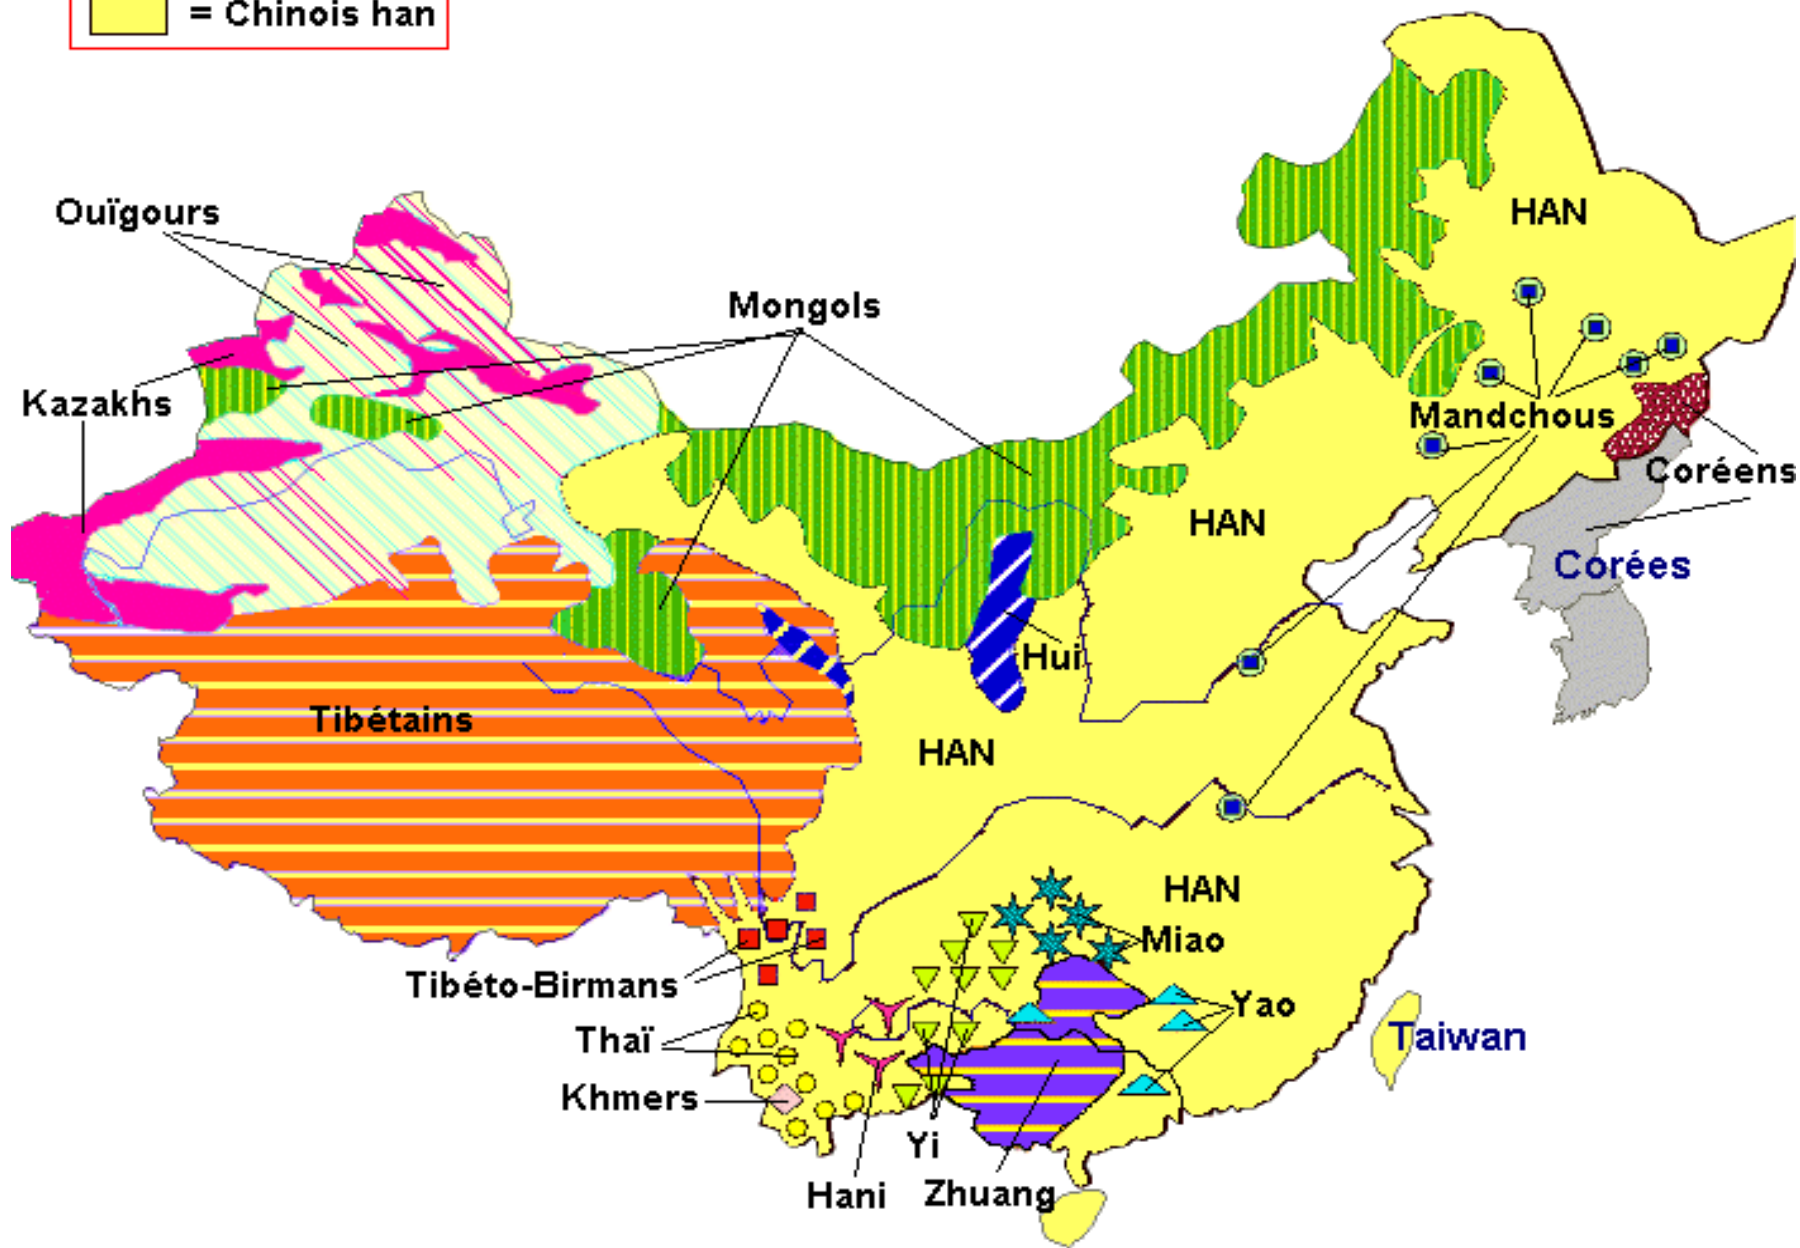 = Chinois han
HAN
Ouïgours
Mongols
Kazakhs
Mandchous
Coréens
HAN
Corées
Hui
Tibétains
HAN
HAN
Miao
Tibéto-Birmans
Yao
Thaï
Taiwan
Khmers
Yi
Hani
Zhuang